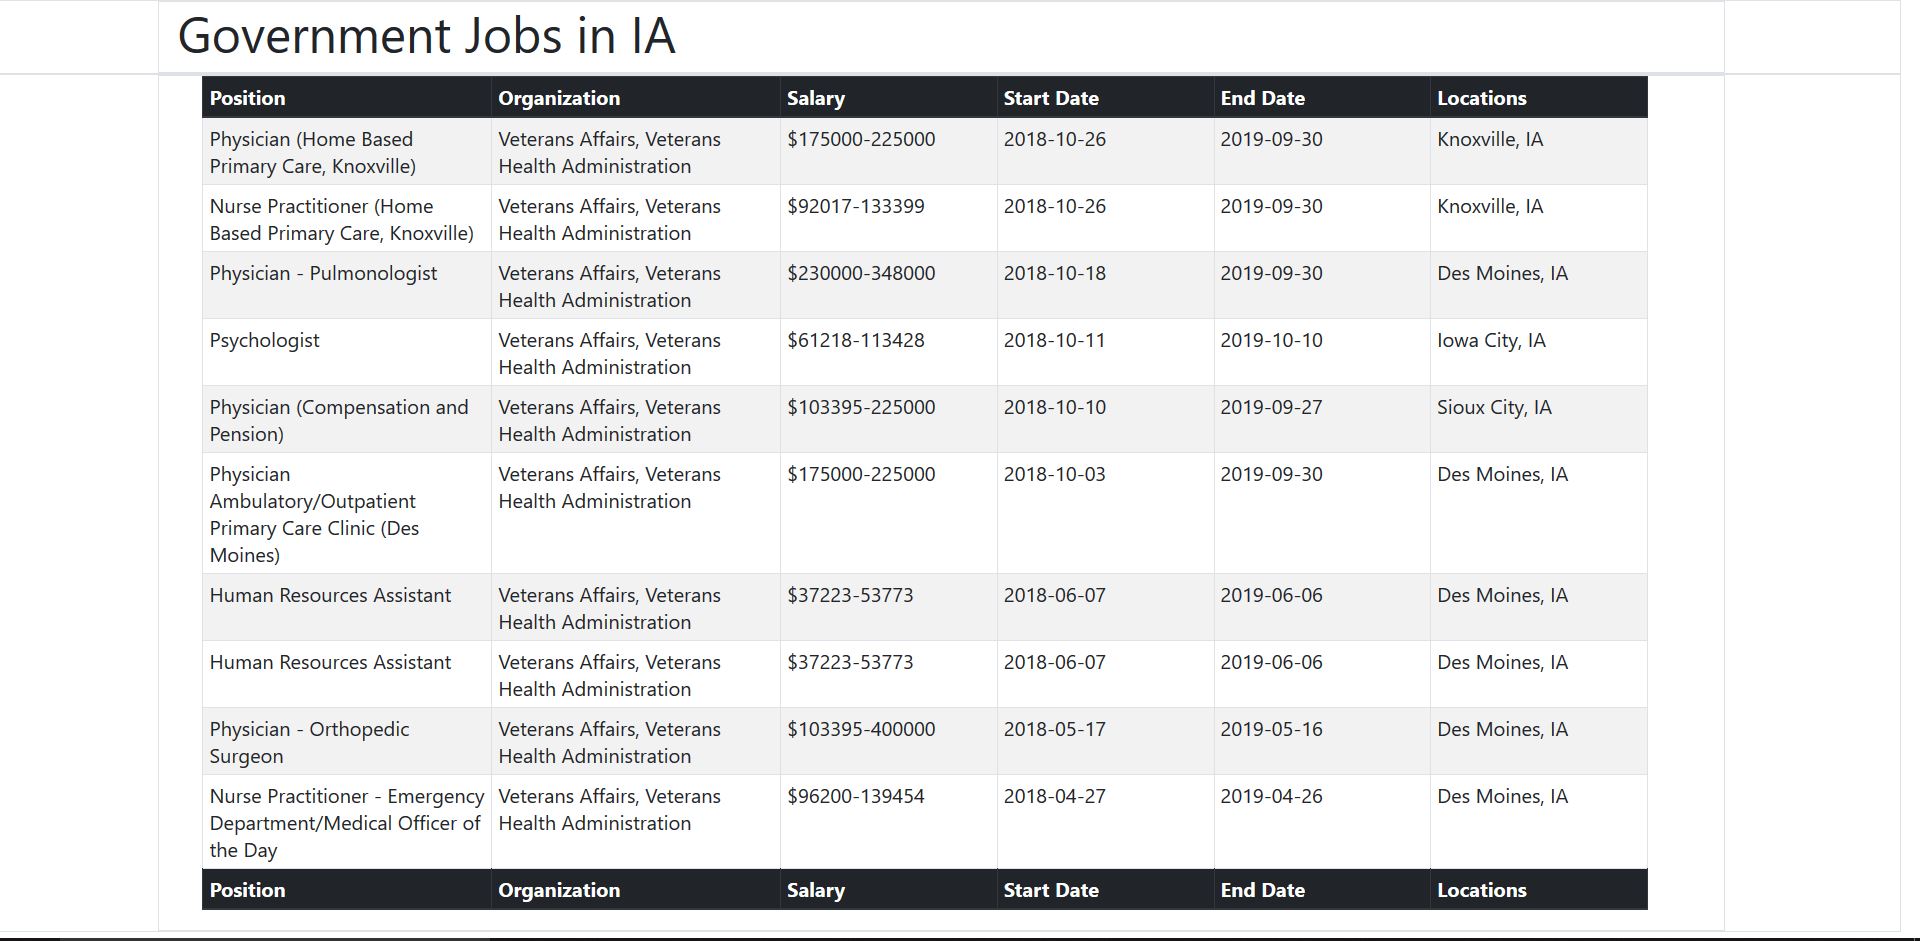 Government Jobs in IA
Position Organization Salary Start Date End Date Locations
Physician (Home Based Veterans Affairs, Veterans $175000-225000 2018-10-26 2019-09-30 Knoxville, IA
Primary Care, Knoxville) Health Administration
Nurse Practitioner (Home Veterans Affairs, Veterans $92017-133399 2018-10-26 2019-09-30 Knoxville, IA
Based Primary Care, Knoxville) Health Administration
Physician - Pulmonologist Veterans Affairs, Veterans $230000-348000 2018-10-18 2019-09-30 Des Moines, IA
Health Administration
Psychologist Veterans Affairs, Veterans $61218-113428 2018-10-11 2019-10-10 Iowa City, IA
Health Administration
Physician (Compensation and Veterans Affairs, Veterans $103395-225000 2018-10-10 2019-09-27 Sioux City, IA
Pension) Health Administration
Physician Veterans Affairs, Veterans $175000-225000 2018-10-03 2019-09-30 Des Moines, IA
Ambulatory/Outpatient Health Administration
Primary Care Clinic (Des
Moines)
Human Resources Assistant Veterans Affairs, Veterans $37223-53773 2018-06-07 2019-06-06 Des Moines, IA
Health Administration
Human Resources Assistant Veterans Affairs, Veterans $37223-53773 2018-06-07 2019-06-06 Des Moines, IA
Health Administration
Physician - Orthopedic Veterans Affairs, Veterans $103395-400000 2018-05-17 2019-05-16 Des Moines, IA
Surgeon Health Administration
Nurse Practitioner - Emergency Veterans Affairs, Veterans $96200-139454 2018-04-27 2019-04-26 Des Moines, IA
Department/Medical Officer of Health Administration
the Day
Position Organization Salary Start Date End Date Locations